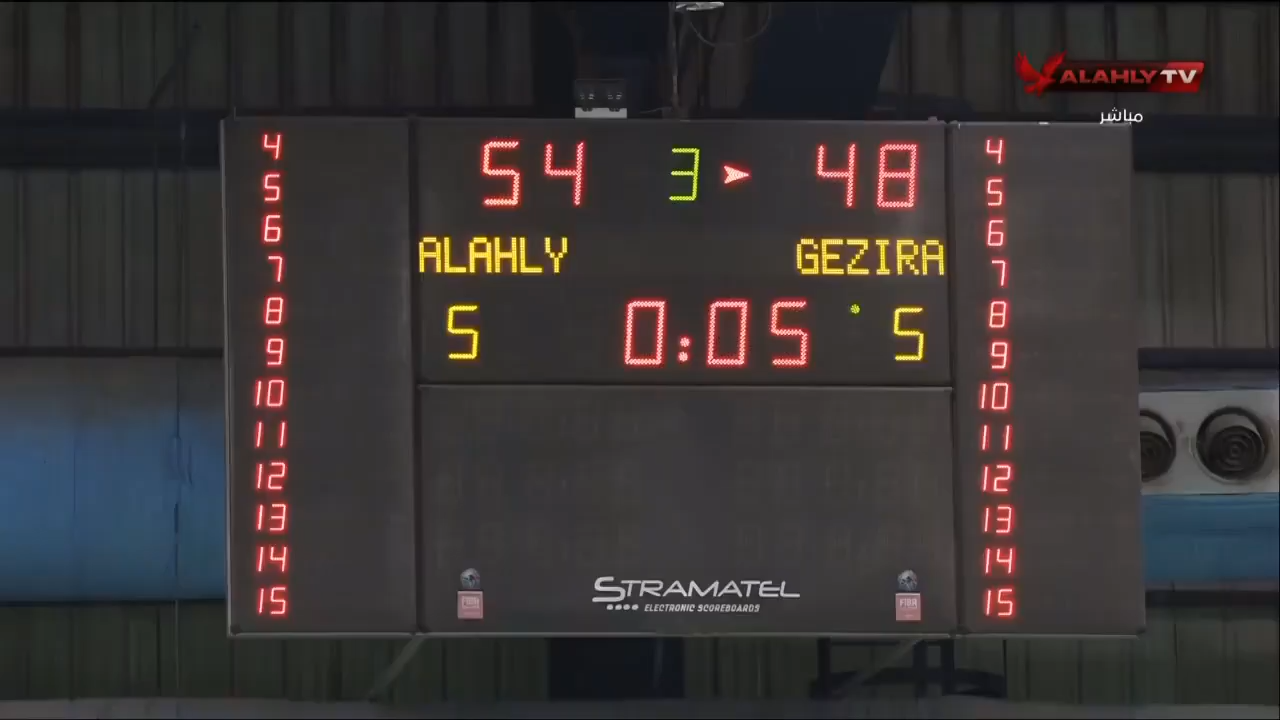 ALAHLY TV
مباشر
54 3 48
ALAHLY GEZIRA
5 0:05 5
4 4
5 5
6 6
7 7
8 8
9 9
10 10
11 11
12 12
13 13
14 14
15 15
STRAMATEL
ELECTRONIC SCOREBOARDS
FIBA